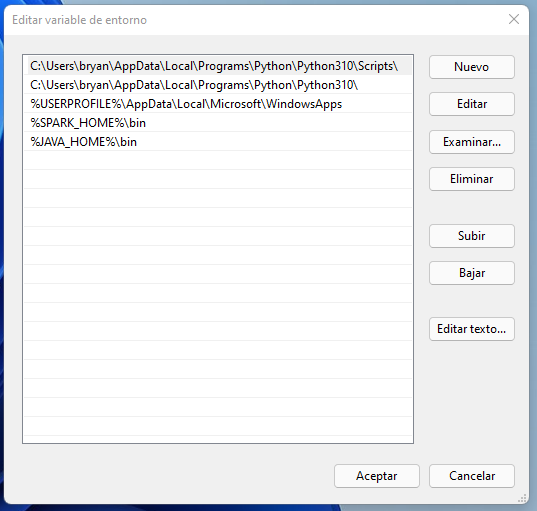 Editar variable de entorno
C:\Users\bryan\AppData\Local\Programs\Python\Python310\Scripts\
C:\Users\bryan\AppData\Local\Programs\Python\Python310\
%USERPROFILE%\AppData\Local\Microsoft\WindowsApps
%SPARK_HOME%\bin
%JAVA_HOME%\bin
Nuevo
Editar
Examinar...
Eliminar
Subir
Bajar
Editar texto...
Aceptar
Cancelar